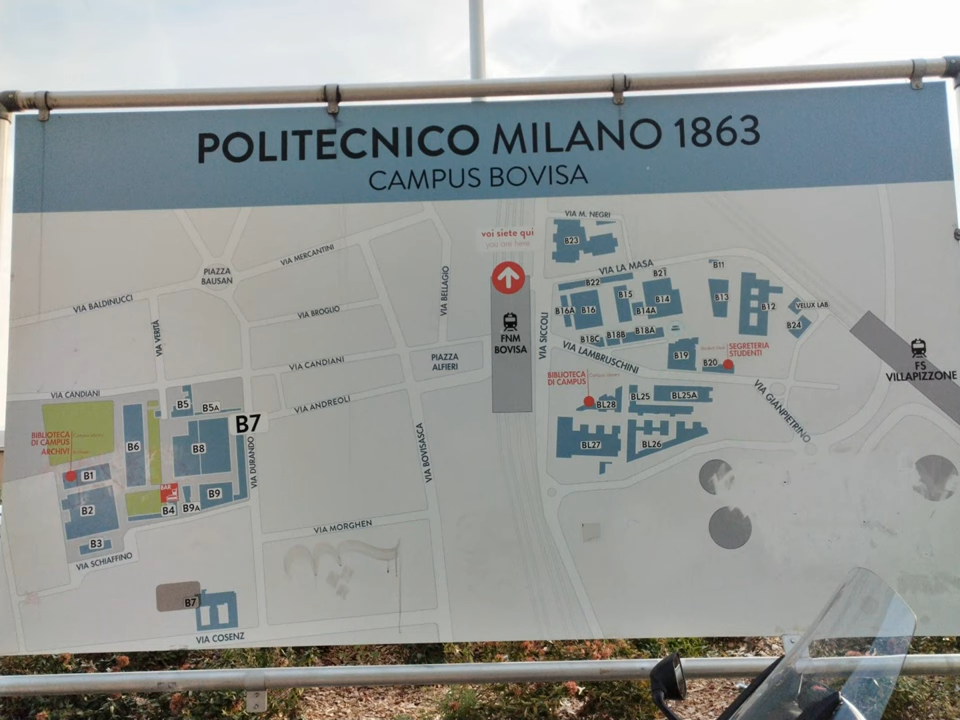 POLITECNICO MILANO 1863
CAMPUS BOVISA
voi siete qui
you are here
FNM
BOVISA
VIA M. NEGRI
B23
VIA LA MASA
B22
B21
B11
B16A
B16
B15
B14
B14A
B13
B12
VELUX LAB
B24
B18C
B18B
B18A
B19
B20
SEGRETERIA
STUDENTI
FS
VILLAPIZZONE
VIA SICCOLI
VIA LAMBRUSCHINI
VIA GIANPIETRINO
BIBLIOTECA
DI CAMPUS
BL28
BL25
BL25A
BL27
BL26
PIAZZA
BAUSAN
VIA MERCANTINI
VIA BALDINUCCI
VIA VERITÀ
VIA BROGLIO
VIA BELLAGIO
VIA CANDIANI
PIAZZA
ALFIERI
VIA ANDREOLI
VIA CANDIANI
VIA BOVISASCA
VIA DURANDO
B5
B5A
B7
B6
B8
BIBLIOTECA
DI CAMPUS
ARCHIVI
B1
B2
B3
BAR
B4
B9A
B9
VIA SCHIAFFINO
VIA MORGHEN
B7
VIA COSENZ